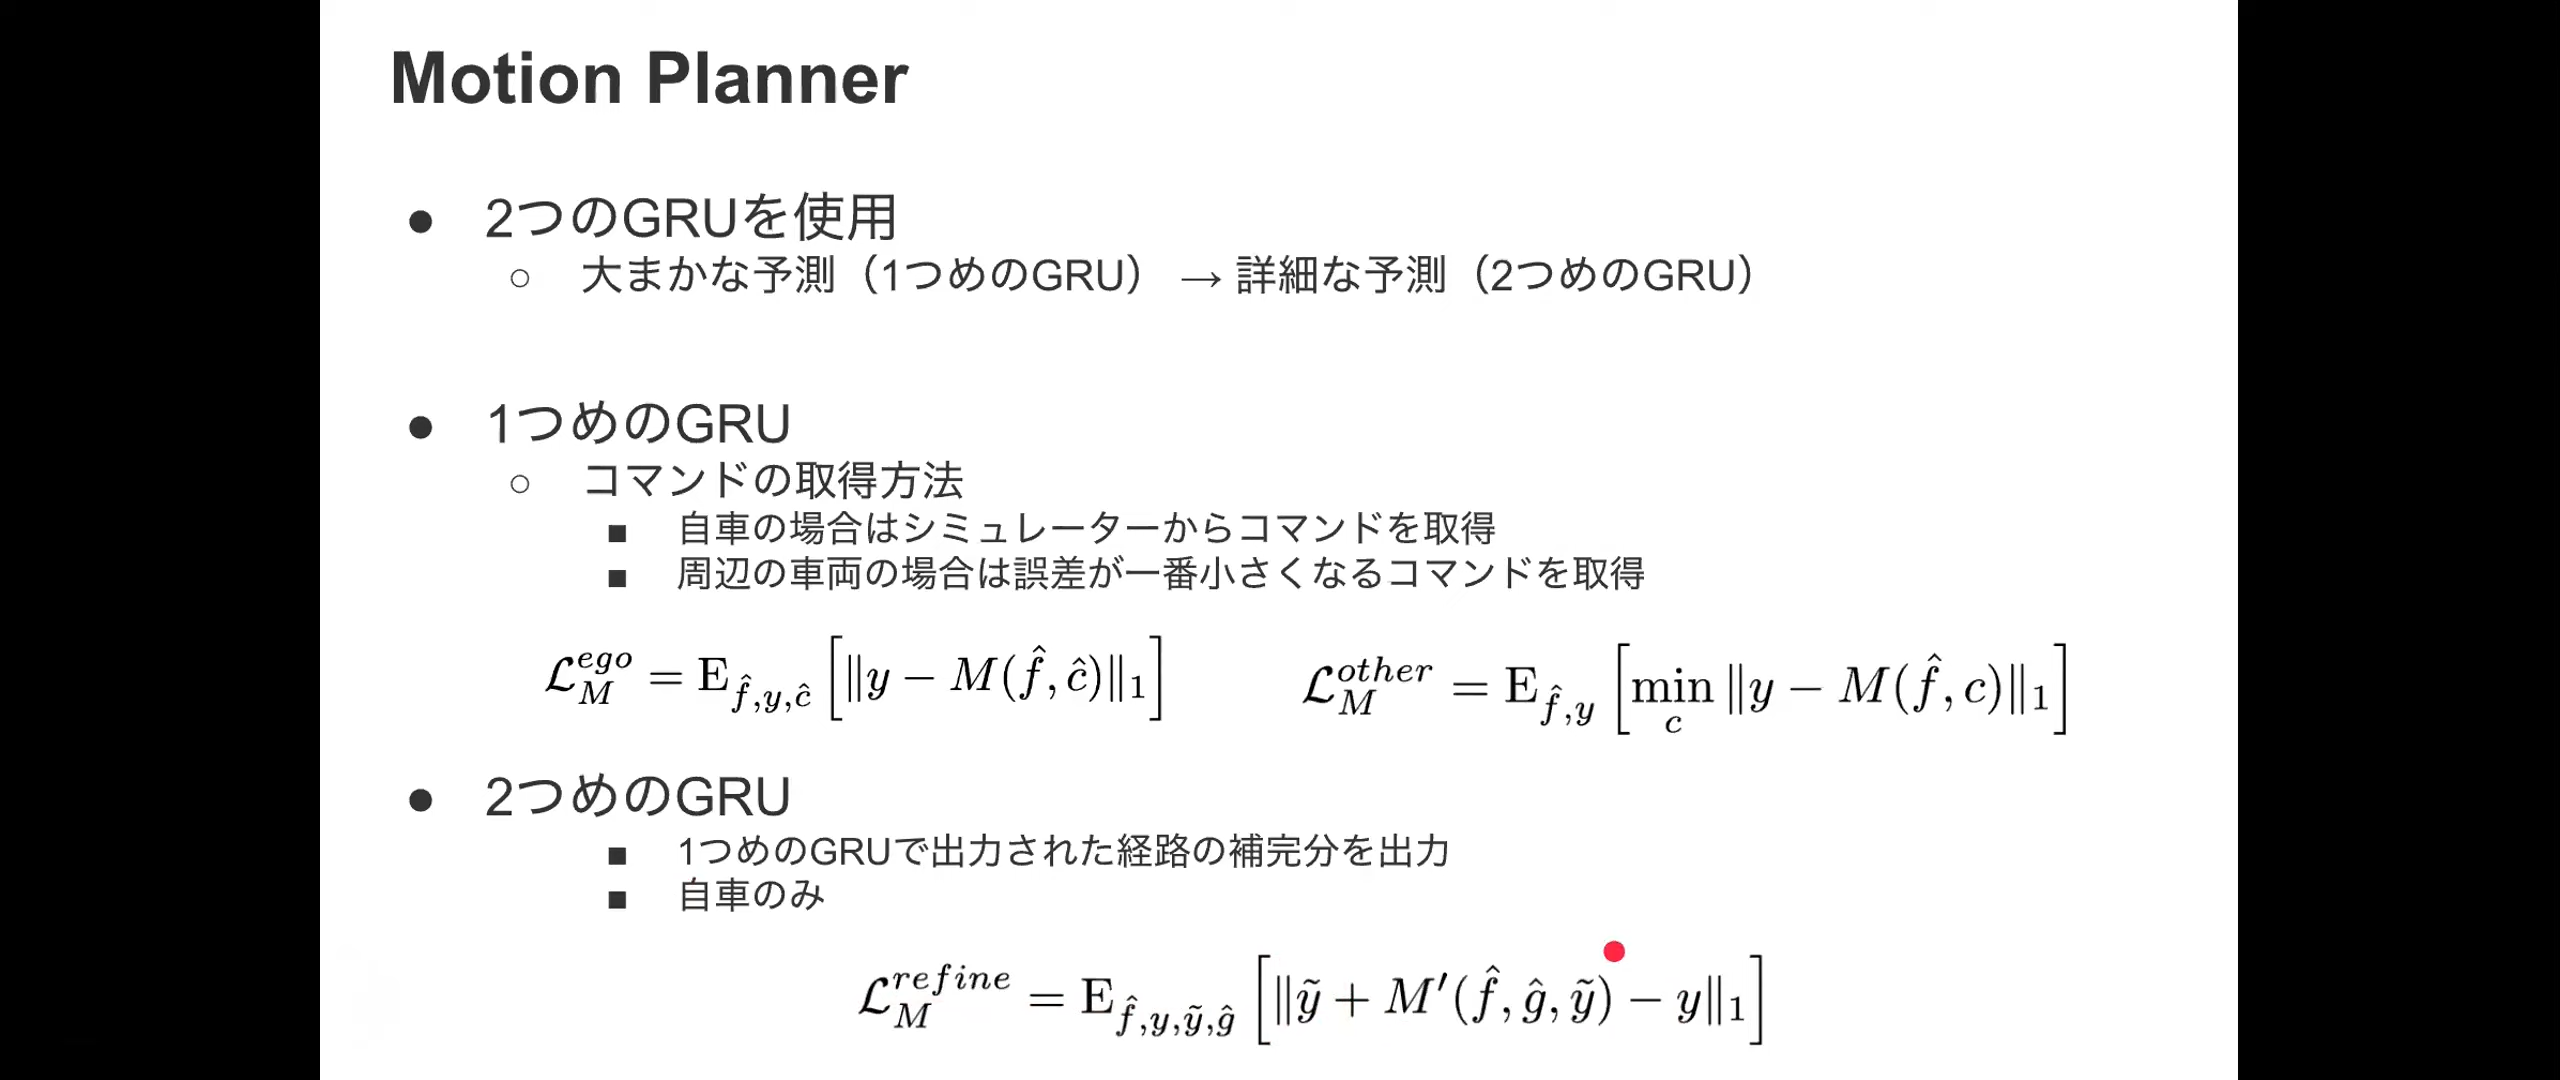 Motion Planner
● 2つのGRUを使用
○ 大まかな予測（1つめのGRU） → 詳細な予測（2つめのGRU）
● 1つめのGRU
○ コマンドの取得方法
■ 自車の場合はシミュレーターからコマンドを取得
■ 周辺の車両の場合は誤差が一番小さくなるコマンドを取得
$\mathcal{L}_{M}^{ego} = \mathrm{E}_{\hat{f},y,\hat{c}} \left[ \| y - M(\hat{f}, \hat{c}) \|_1 \right]$
$\mathcal{L}_{M}^{other} = \mathrm{E}_{\hat{f},y} \left[ \min_{c} \| y - M(\hat{f}, c) \|_1 \right]$
● 2つめのGRU
■ 1つめのGRUで出力された経路の補完分を出力
■ 自車のみ
$\mathcal{L}_{M}^{refine} = \mathrm{E}_{\hat{f},y,\tilde{y},\hat{g}} \left[ \| \tilde{y} + M'(\hat{f}, \hat{g}, \tilde{y}) - y \|_1 \right]$